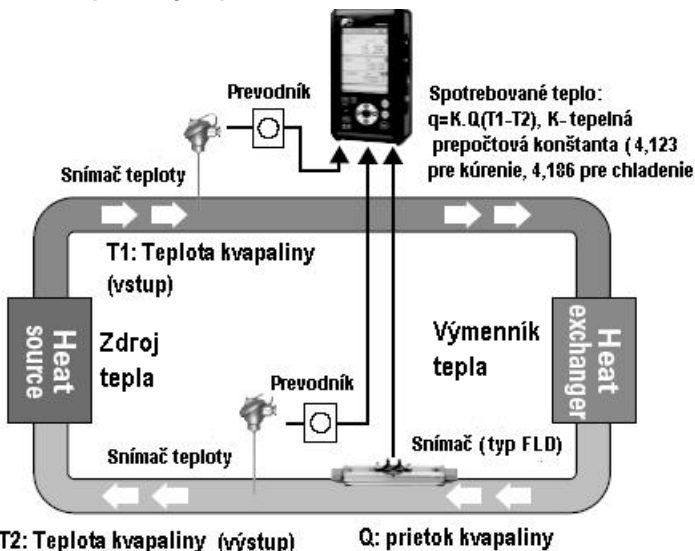 Prevodník
Spotrebované teplo:
q=K.Q(T1-T2), K- tepelná
prepočtová konštanta ( 4,123
pre kúrenie, 4,186 pre chladenie
Snímač teploty
T1: Teplota kvapaliny
(vstup)
Heat
source
Zdroj
tepla
Výmenník
tepla
Heat
exchanger
Prevodník
Snímač teploty
Snímač (typ FLD)
T2: Teplota kvapaliny (výstup)
Q: prietok kvapaliny